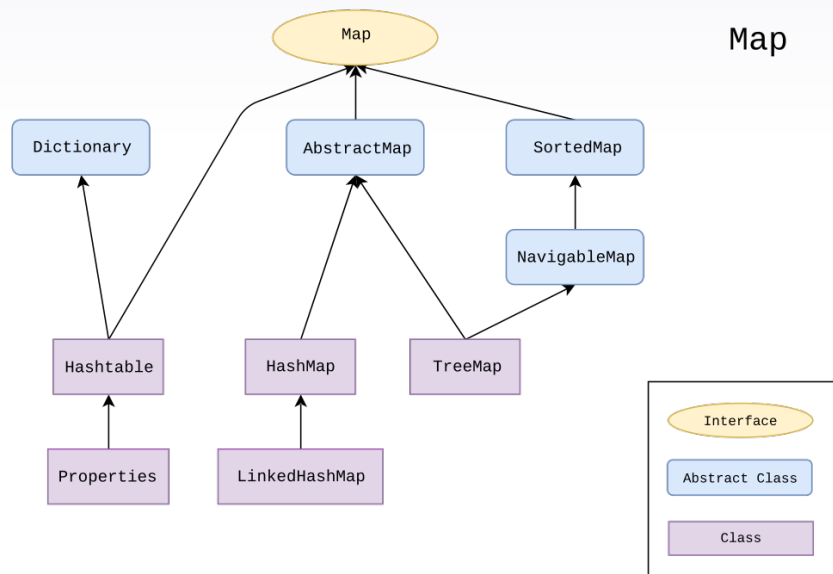 Map
Map
Dictionary
AbstractMap
SortedMap
NavigableMap
Hashtable
HashMap
TreeMap
Properties
LinkedHashMap
Interface
Abstract Class
Class